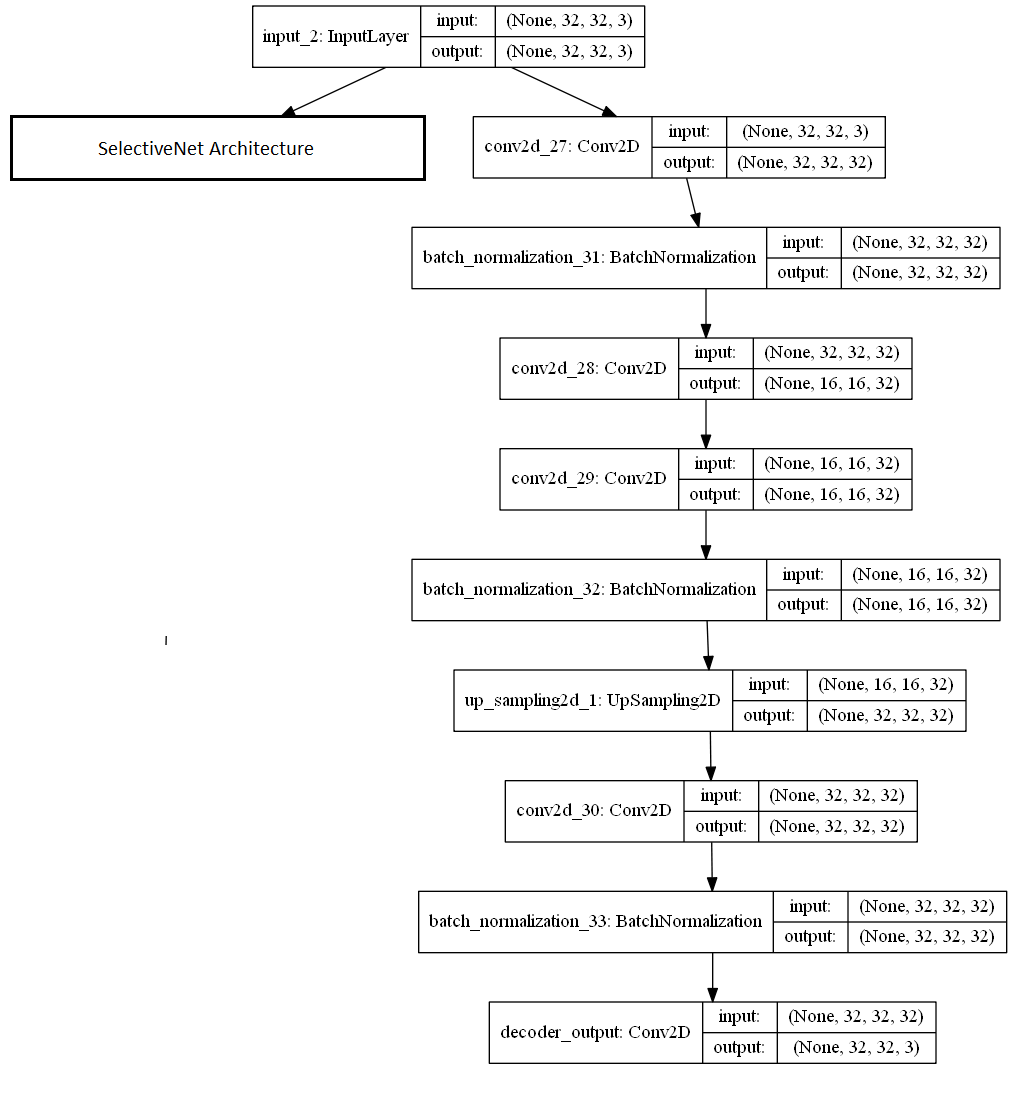 input_2: InputLayer
input: (None, 32, 32, 3)
output: (None, 32, 32, 3)
SelectiveNet Architecture
conv2d_27: Conv2D
input: (None, 32, 32, 3)
output: (None, 32, 32, 32)
batch_normalization_31: BatchNormalization
input: (None, 32, 32, 32)
output: (None, 32, 32, 32)
conv2d_28: Conv2D
input: (None, 32, 32, 32)
output: (None, 16, 16, 32)
conv2d_29: Conv2D
input: (None, 16, 16, 32)
output: (None, 16, 16, 32)
batch_normalization_32: BatchNormalization
input: (None, 16, 16, 32)
output: (None, 16, 16, 32)
up_sampling2d_1: UpSampling2D
input: (None, 16, 16, 32)
output: (None, 32, 32, 32)
conv2d_30: Conv2D
input: (None, 32, 32, 32)
output: (None, 32, 32, 32)
batch_normalization_33: BatchNormalization
input: (None, 32, 32, 32)
output: (None, 32, 32, 32)
decoder_output: Conv2D
input: (None, 32, 32, 32)
output: (None, 32, 32, 3)